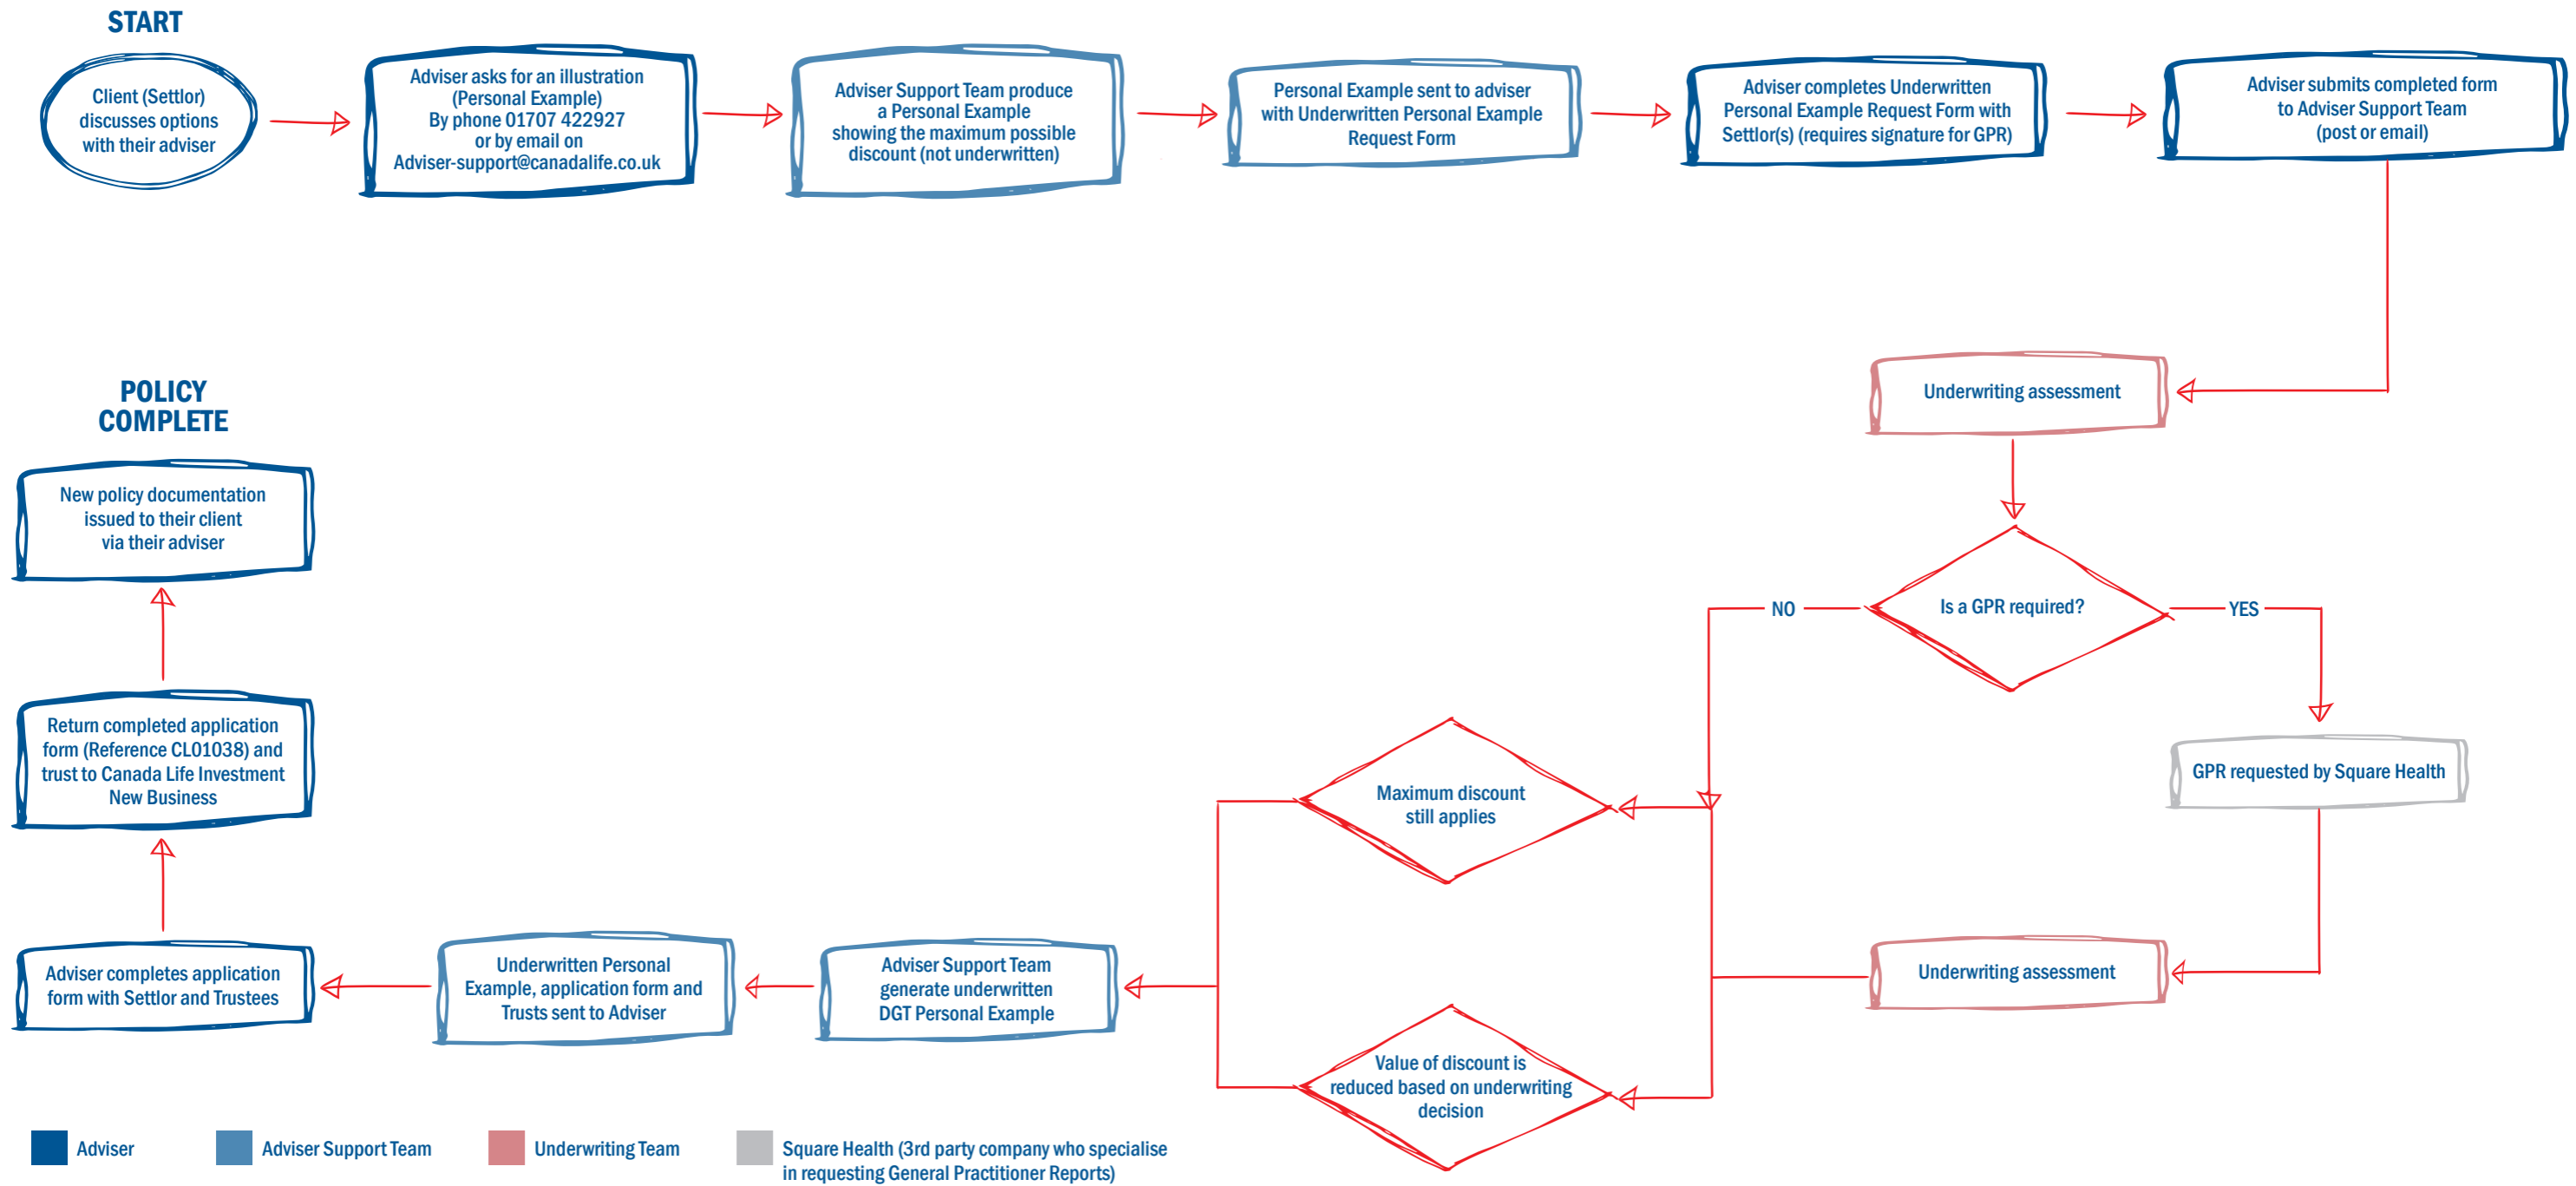 START
Client (Settlor)
discusses options
with their adviser
Adviser asks for an illustration
(Personal Example)
By phone 01707 422927
or by email on
Adviser-support@canadalife.co.uk
Adviser Support Team produce
a Personal Example
showing the maximum possible
discount (not underwritten)
Personal Example sent to adviser
with Underwritten Personal Example
Request Form
Adviser completes Underwritten
Personal Example Request Form with
Settlor(s) (requires signature for GPR)
Adviser submits completed form
to Adviser Support Team
(post or email)
Underwriting assessment
Is a GPR required?
NO
YES
GPR requested by Square Health
Underwriting assessment
Maximum discount
still applies
Value of discount is
reduced based on underwriting
decision
Adviser Support Team
generate underwritten
DGT Personal Example
Underwritten Personal
Example, application form and
Trusts sent to Adviser
Adviser completes application
form with Settlor and Trustees
Return completed application
form (Reference CL01038) and
trust to Canada Life Investment
New Business
New policy documentation
issued to their client
via their adviser
POLICY
COMPLETE
Adviser
Adviser Support Team
Underwriting Team
Square Health (3rd party company who specialise
in requesting General Practitioner Reports)